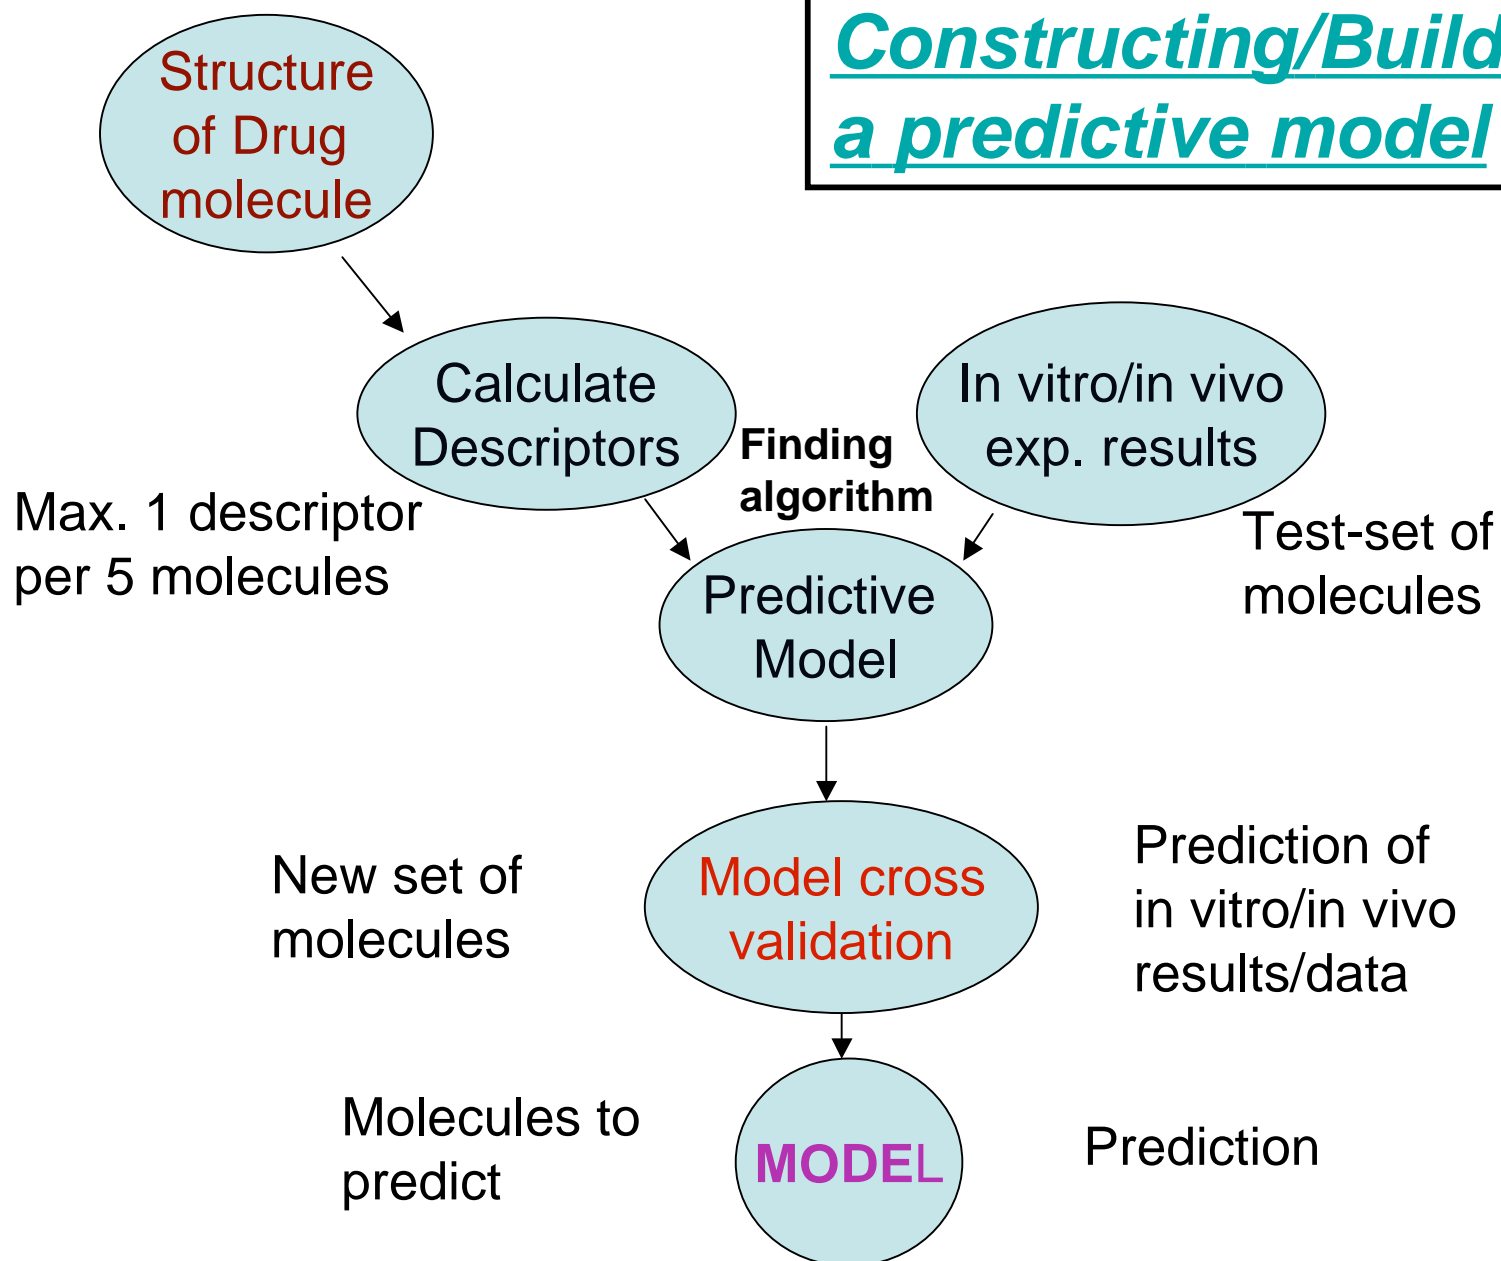 Constructing/Build
a predictive model
Structure
of Drug
molecule
Calculate
Descriptors
In vitro/in vivo
exp. results
Finding
algorithm
Max. 1 descriptor
per 5 molecules
Test-set of
molecules
Predictive
Model
New set of
molecules
Model cross
validation
Prediction of
in vitro/in vivo
results/data
Molecules to
predict
MODEL
Prediction